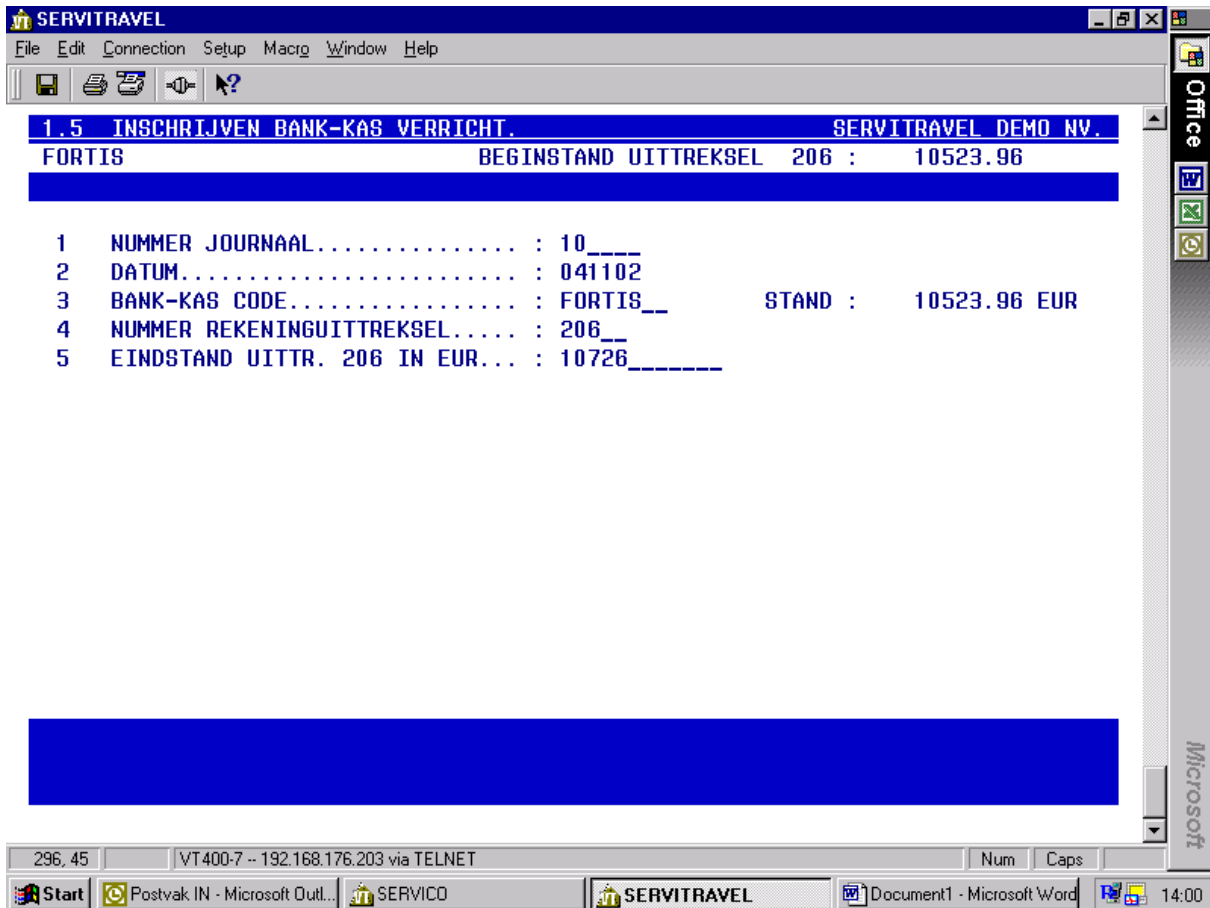 SERVITRAVEL
File Edit Connection Setup Macro Window Help
Office
1.5 INSCHRIJVEN BANK-KAS VERRICHT. SERVITRAVEL DEMO NV.
FORTIS BEGINSTAND UITTREKSEL 206 : 10523.96
1 NUMMER JOURNAAL............... : 10____
2 DATUM......................... : 041102
3 BANK-KAS CODE................. : FORTIS__ STAND : 10523.96 EUR
4 NUMMER REKENINGUITTREKSEL..... : 206__
5 EINDSTAND UITTR. 206 IN EUR... : 10726_______
Microsoft
296, 45 VT400-7 -- 192.168.176.203 via TELNET Num Caps
Start Postvak IN - Microsoft Outl... SERVICO SERVITRAVEL Document1 - Microsoft Word 14:00